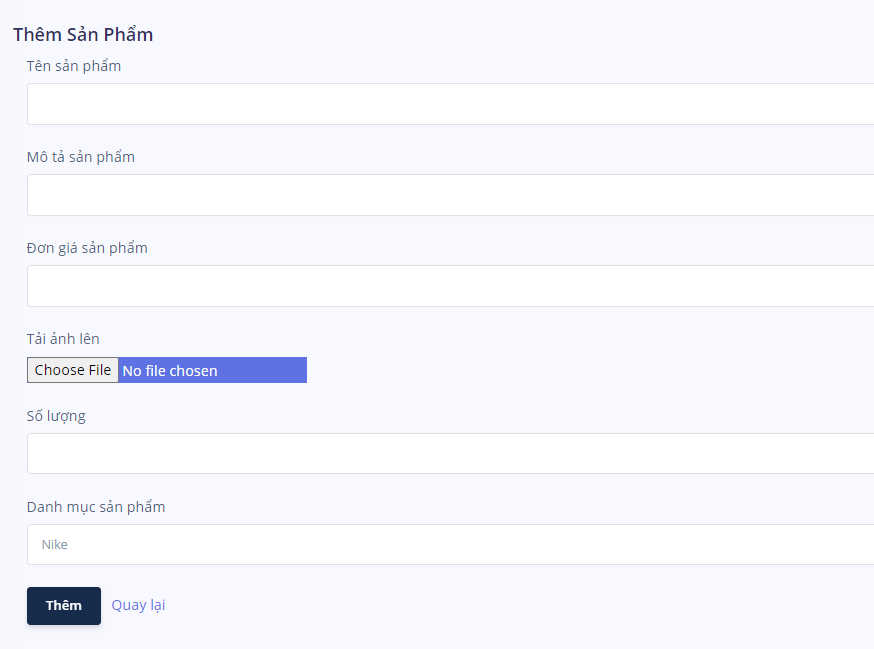 Thêm Sản Phẩm
Tên sản phẩm
Mô tả sản phẩm
Đơn giá sản phẩm
Tải ảnh lên
Choose File No file chosen
Số lượng
Danh mục sản phẩm
Nike
Thêm Quay lại